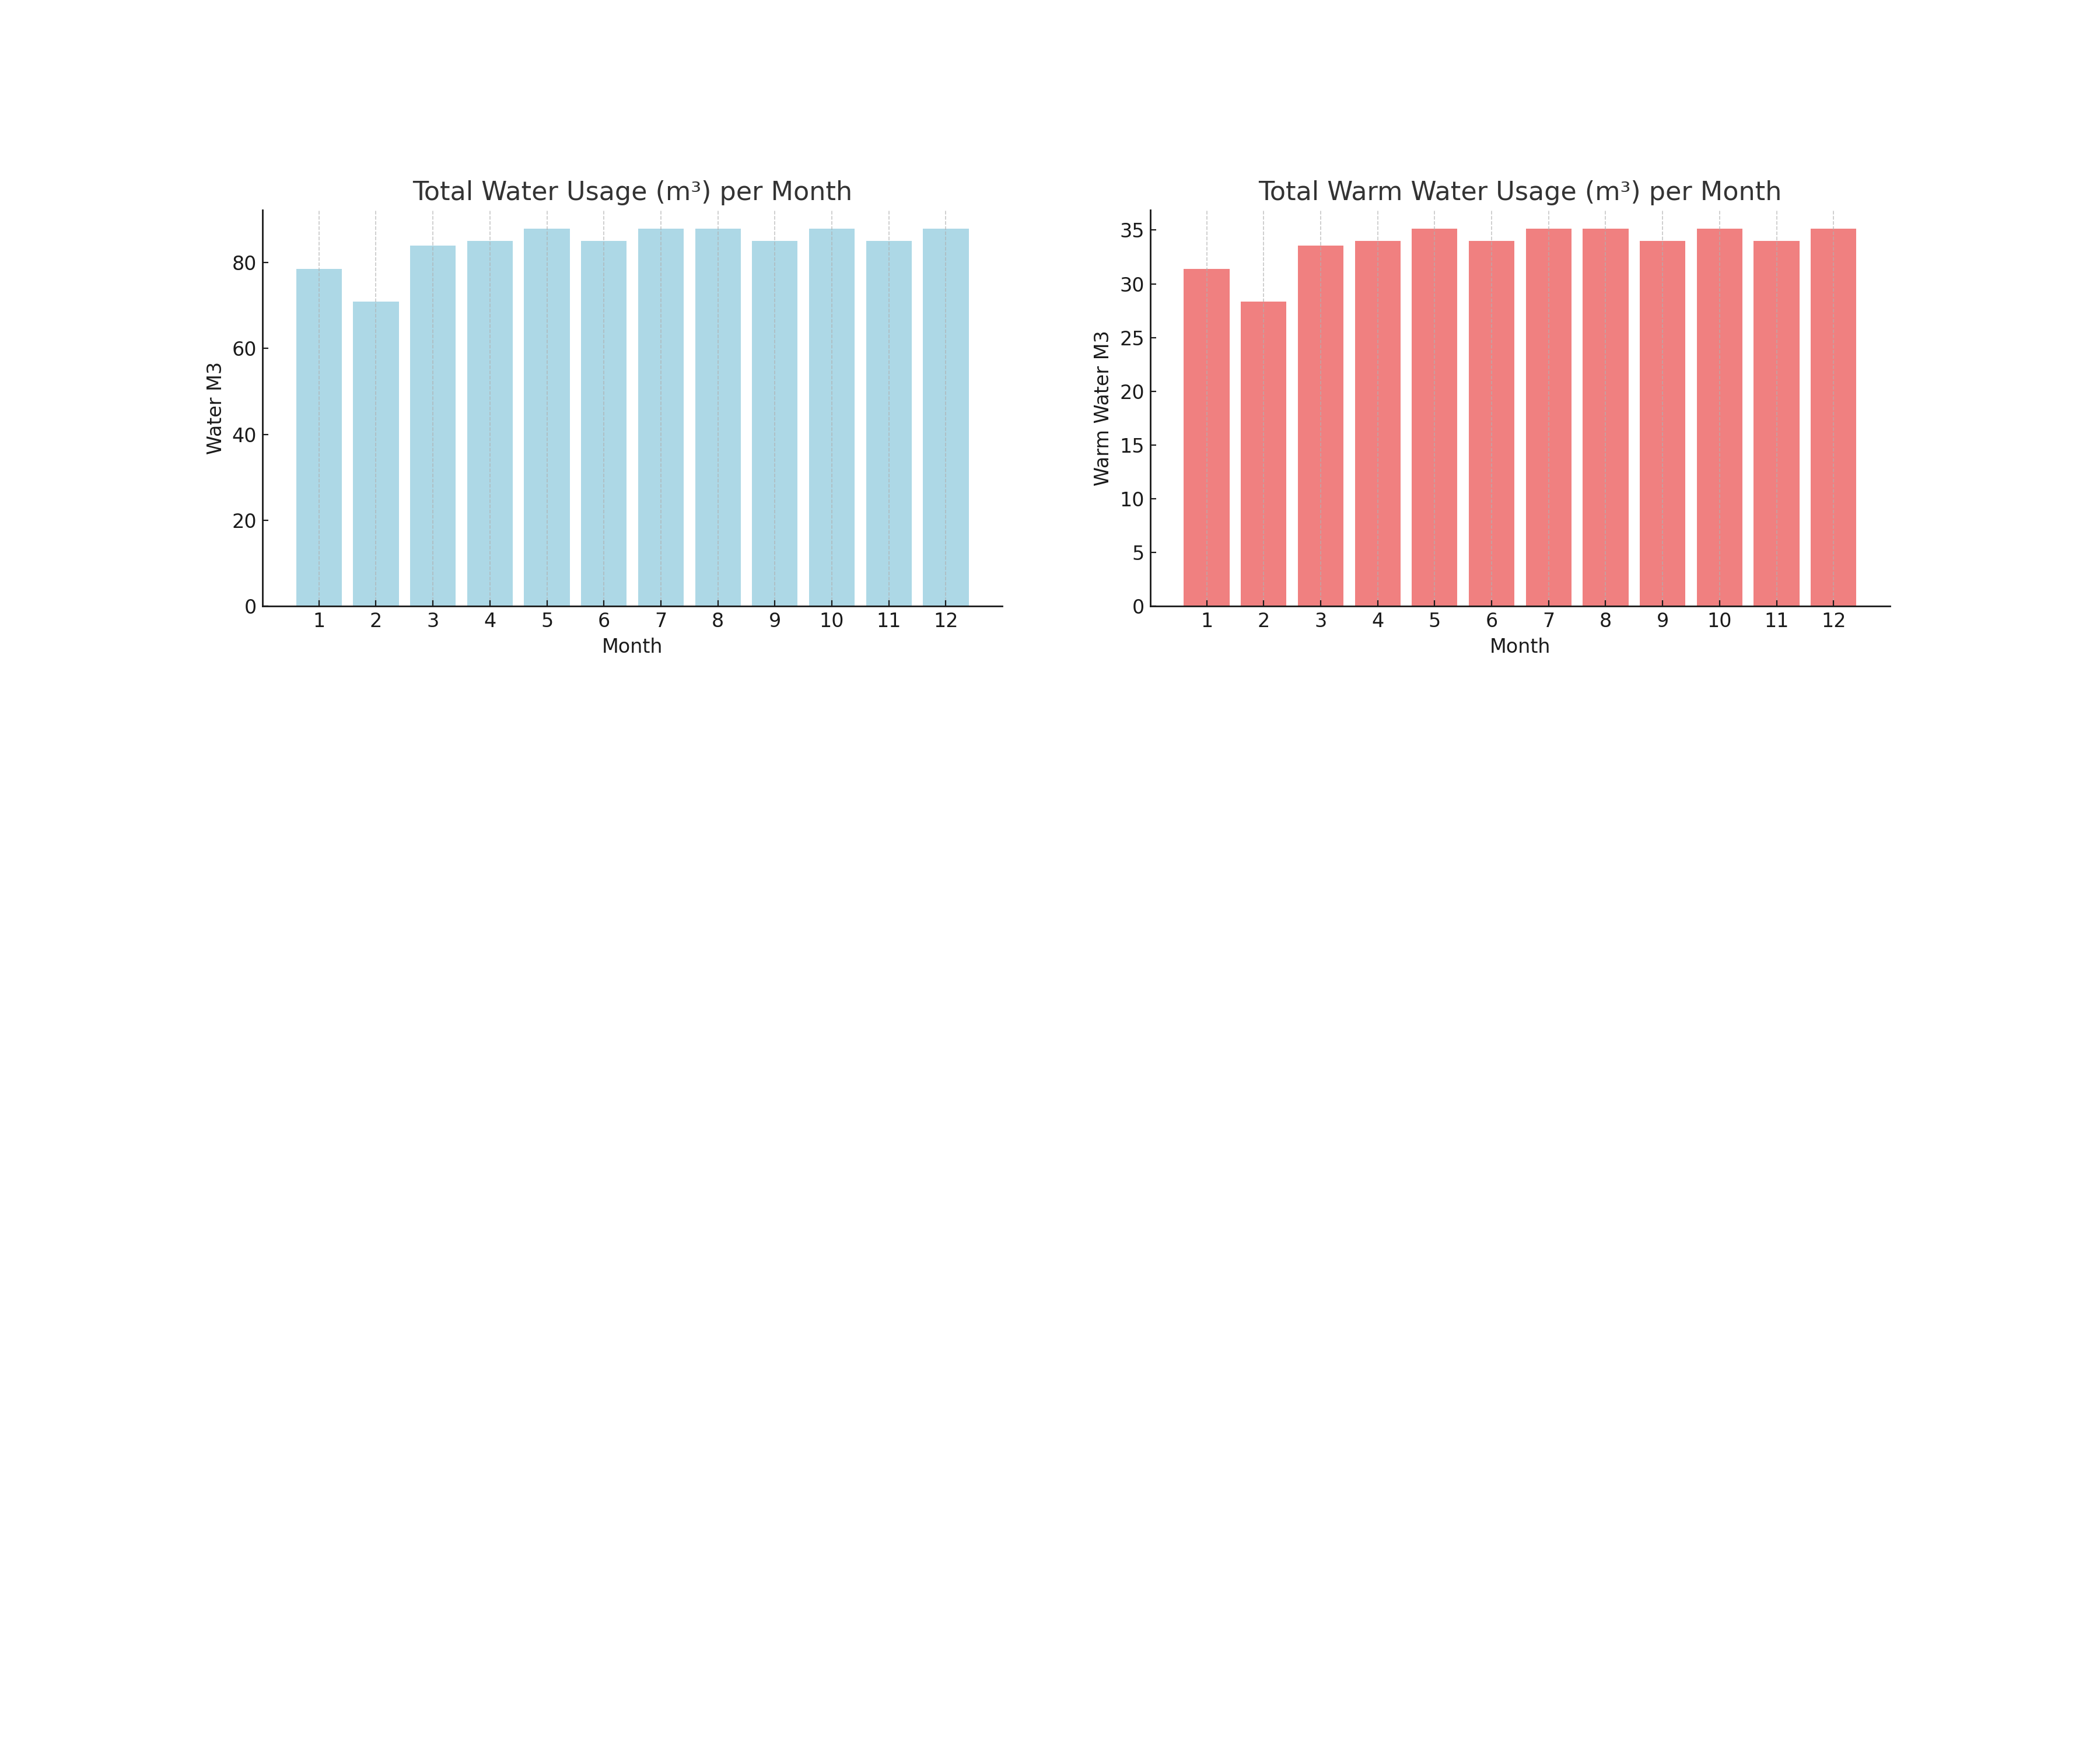 Total Water Usage (m³) per Month
Water M3
80
60
40
20
0
1 2 3 4 5 6 7 8 9 10 11 12
Month
Total Warm Water Usage (m³) per Month
Warm Water M3
35
30
25
20
15
10
5
0
1 2 3 4 5 6 7 8 9 10 11 12
Month